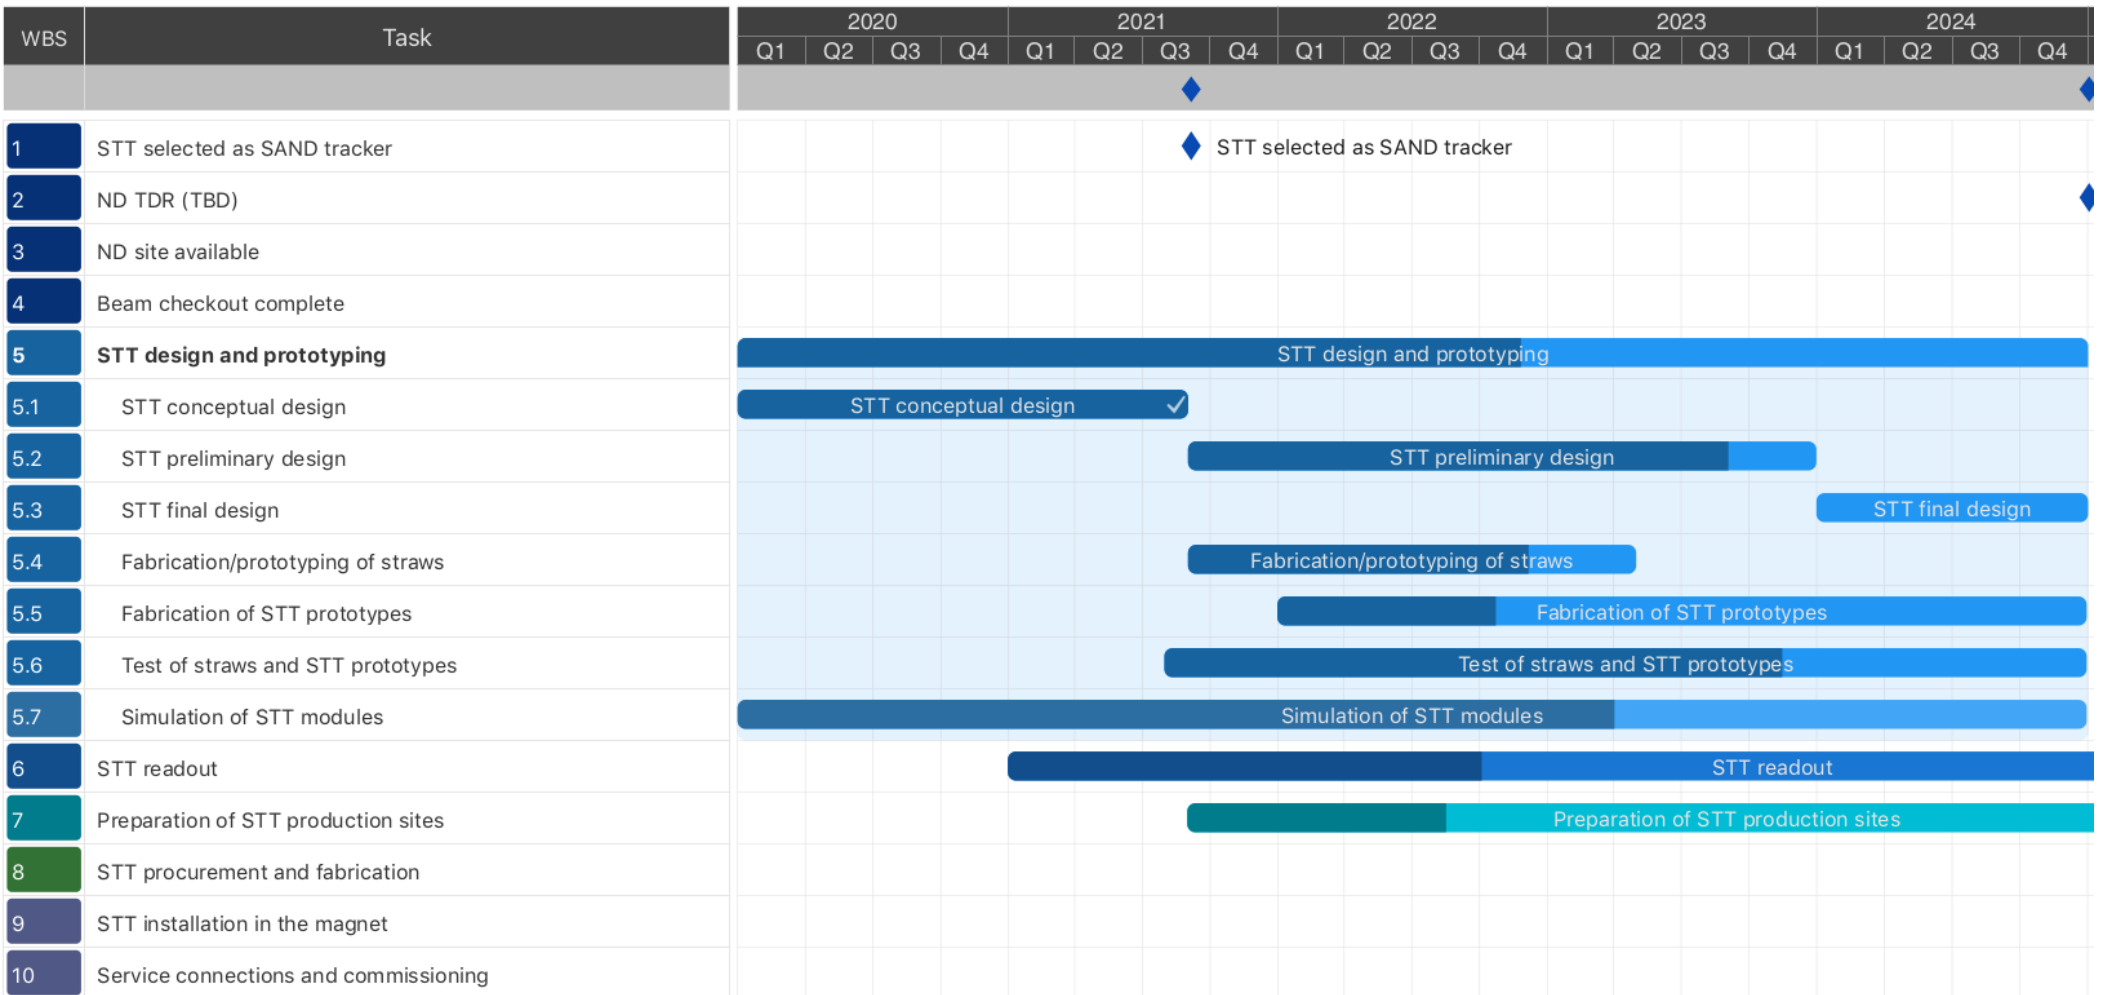 WBS Task 2020 2021 2022 2023 2024
Q1 Q2 Q3 Q4 Q1 Q2 Q3 Q4 Q1 Q2 Q3 Q4 Q1 Q2 Q3 Q4 Q1 Q2 Q3 Q4
1 STT selected as SAND tracker STT selected as SAND tracker
2 ND TDR (TBD)
3 ND site available
4 Beam checkout complete
5 STT design and prototyping STT design and prototyping
5.1 STT conceptual design STT conceptual design
5.2 STT preliminary design STT preliminary design
5.3 STT final design STT final design
5.4 Fabrication/prototyping of straws Fabrication/prototyping of straws
5.5 Fabrication of STT prototypes Fabrication of STT prototypes
5.6 Test of straws and STT prototypes Test of straws and STT prototypes
5.7 Simulation of STT modules Simulation of STT modules
6 STT readout STT readout
7 Preparation of STT production sites Preparation of STT production sites
8 STT procurement and fabrication
9 STT installation in the magnet
10 Service connections and commissioning